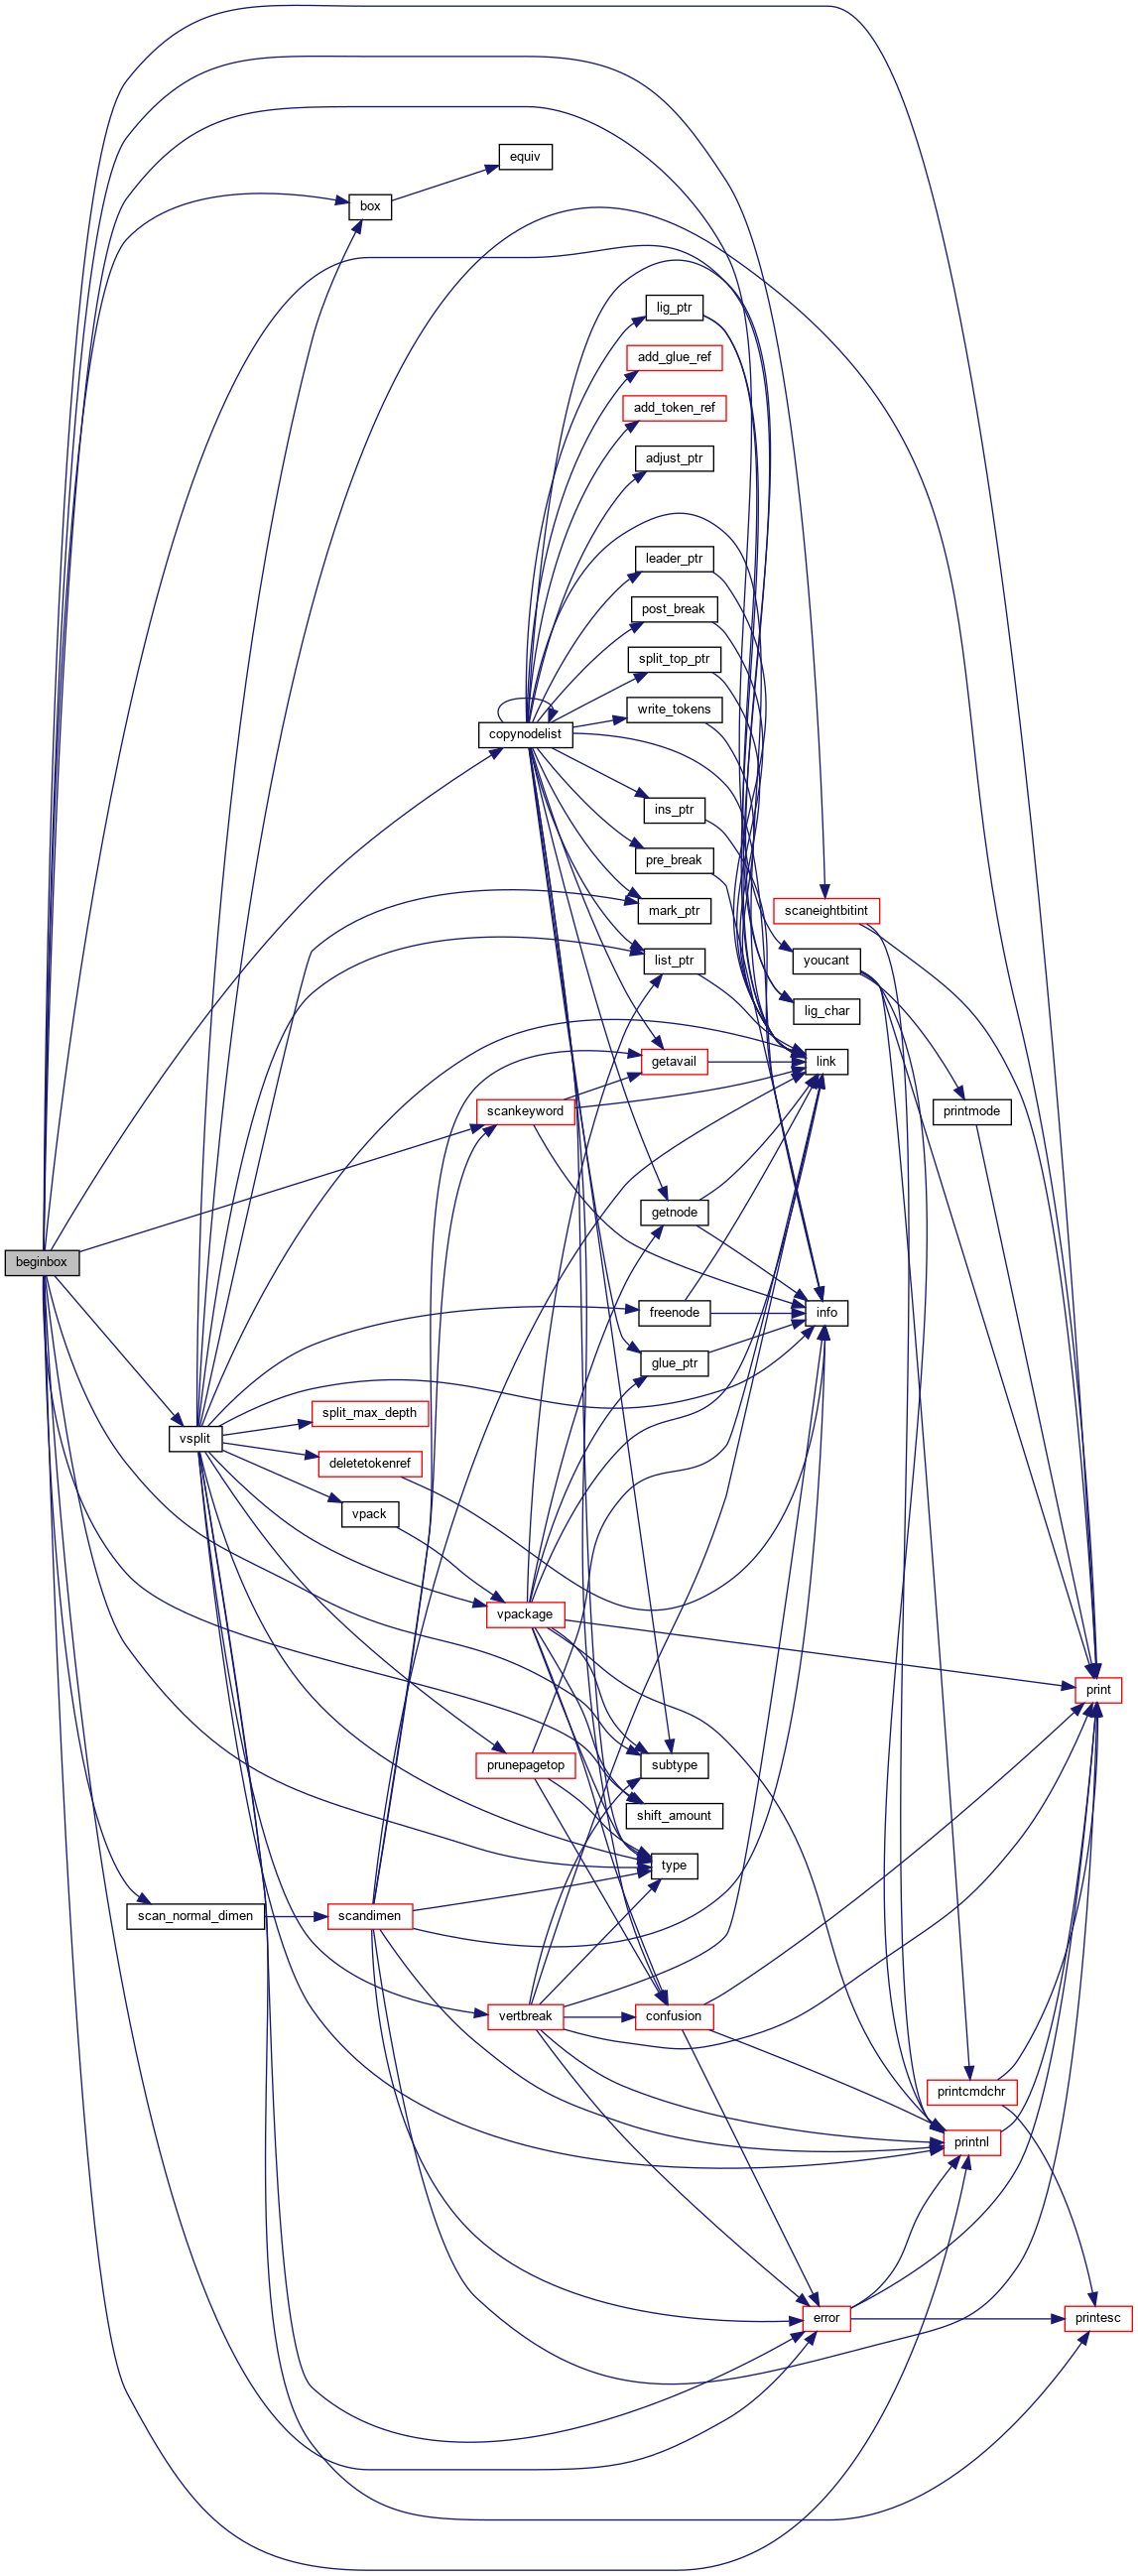 equiv
box
lig_ptr
add_glue_ref
add_token_ref
adjust_ptr
leader_ptr
post_break
split_top_ptr
write_tokens
copynodelist
ins_ptr
pre_break
mark_ptr
scaneightbitint
list_ptr
youcant
lig_char
getavail
link
scankeyword
printmode
getnode
beginbox
freenode
info
glue_ptr
split_max_depth
vsplit
deletetokenref
vpack
vpackage
print
prunepagetop
subtype
shift_amount
type
scan_normal_dimen
scandimen
vertbreak
confusion
printcmdchr
printnl
error
printesc